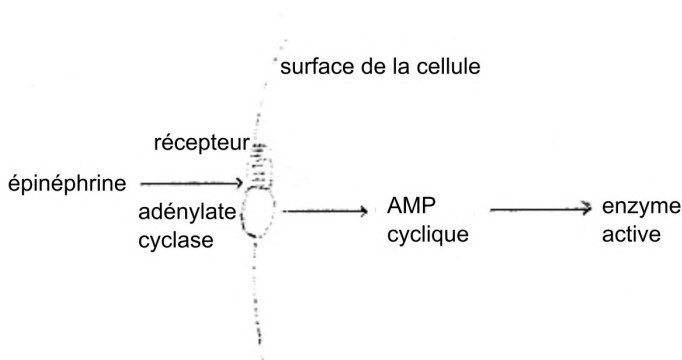 surface de la cellule
récepteur
épinéphrine
adénylate
cyclase
AMP
cyclique
enzyme
active